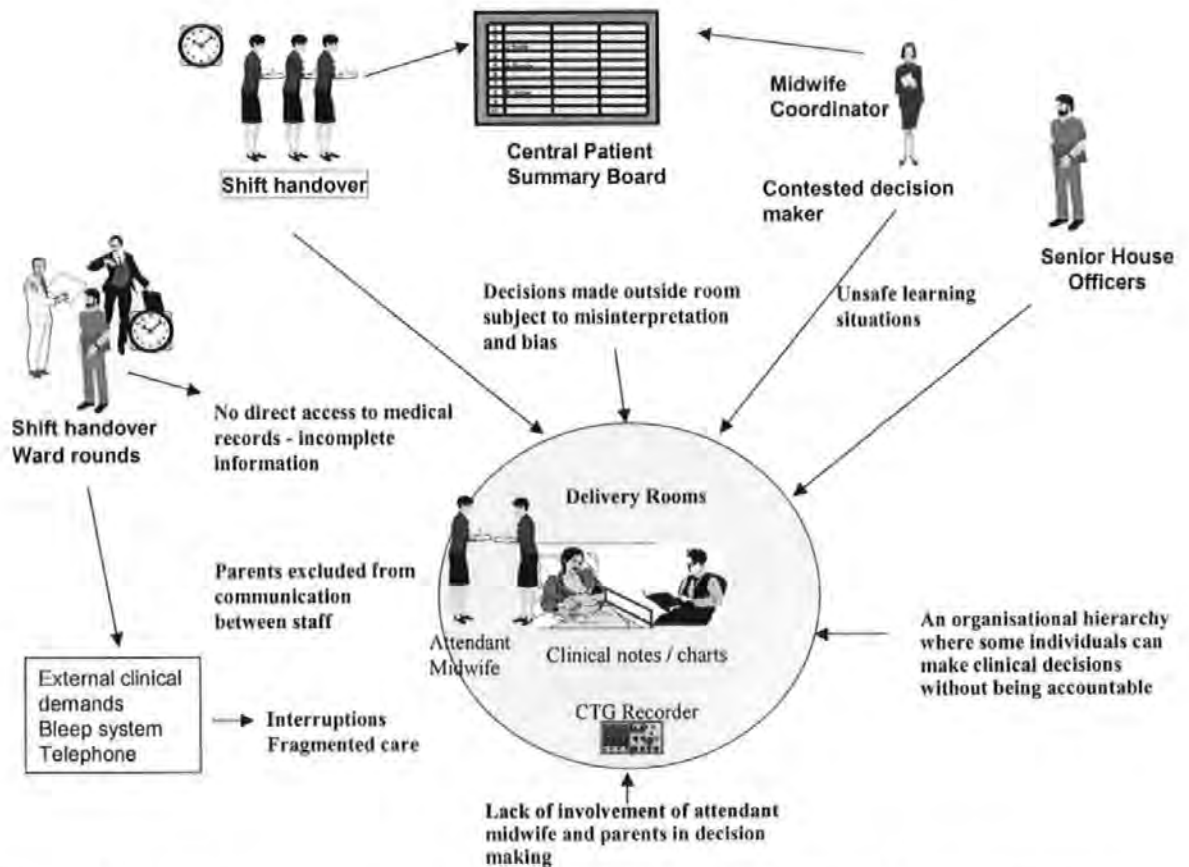 Shift handover
Central Patient
Summary Board
Midwife
Coordinator
Contested decision
maker
Senior House
Officers
Shift handover
Ward rounds
Decisions made outside room
subject to misinterpretation
and bias
Unsafe learning
situations
No direct access to medical
records - incomplete
information
Delivery Rooms
Parents excluded from
communication
between staff
Attendant
Midwife
Clinical notes / charts
CTG Recorder
An organisational hierarchy
where some individuals can
make clinical decisions
without being accountable
External clinical
demands
Bleep system
Telephone
Interruptions
Fragmented care
Lack of involvement of attendant
midwife and parents in decision
making